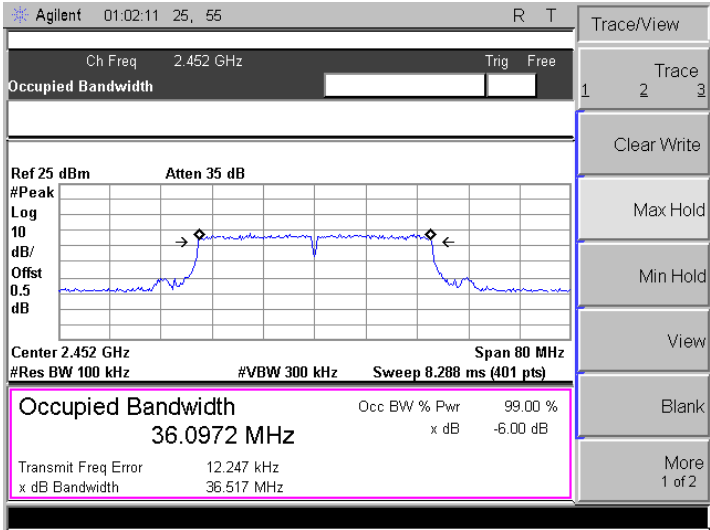 Agilent 01:02:11 25, 55 R T
Ch Freq 2.452 GHz Trig Free
Occupied Bandwidth
Ref 25 dBm Atten 35 dB
#Peak
Log
10
dB/
Offst
0.5
dB
Center 2.452 GHz Span 80 MHz
#Res BW 100 kHz #VBW 300 kHz Sweep 8.288 ms (401 pts)
Occupied Bandwidth Occ BW % Pwr 99.00 %
36.0972 MHz x dB -6.00 dB
Transmit Freq Error 12.247 kHz
x dB Bandwidth 36.517 MHz
Trace/View
Trace
1 2 3
Clear Write
Max Hold
Min Hold
View
Blank
More
1 of 2